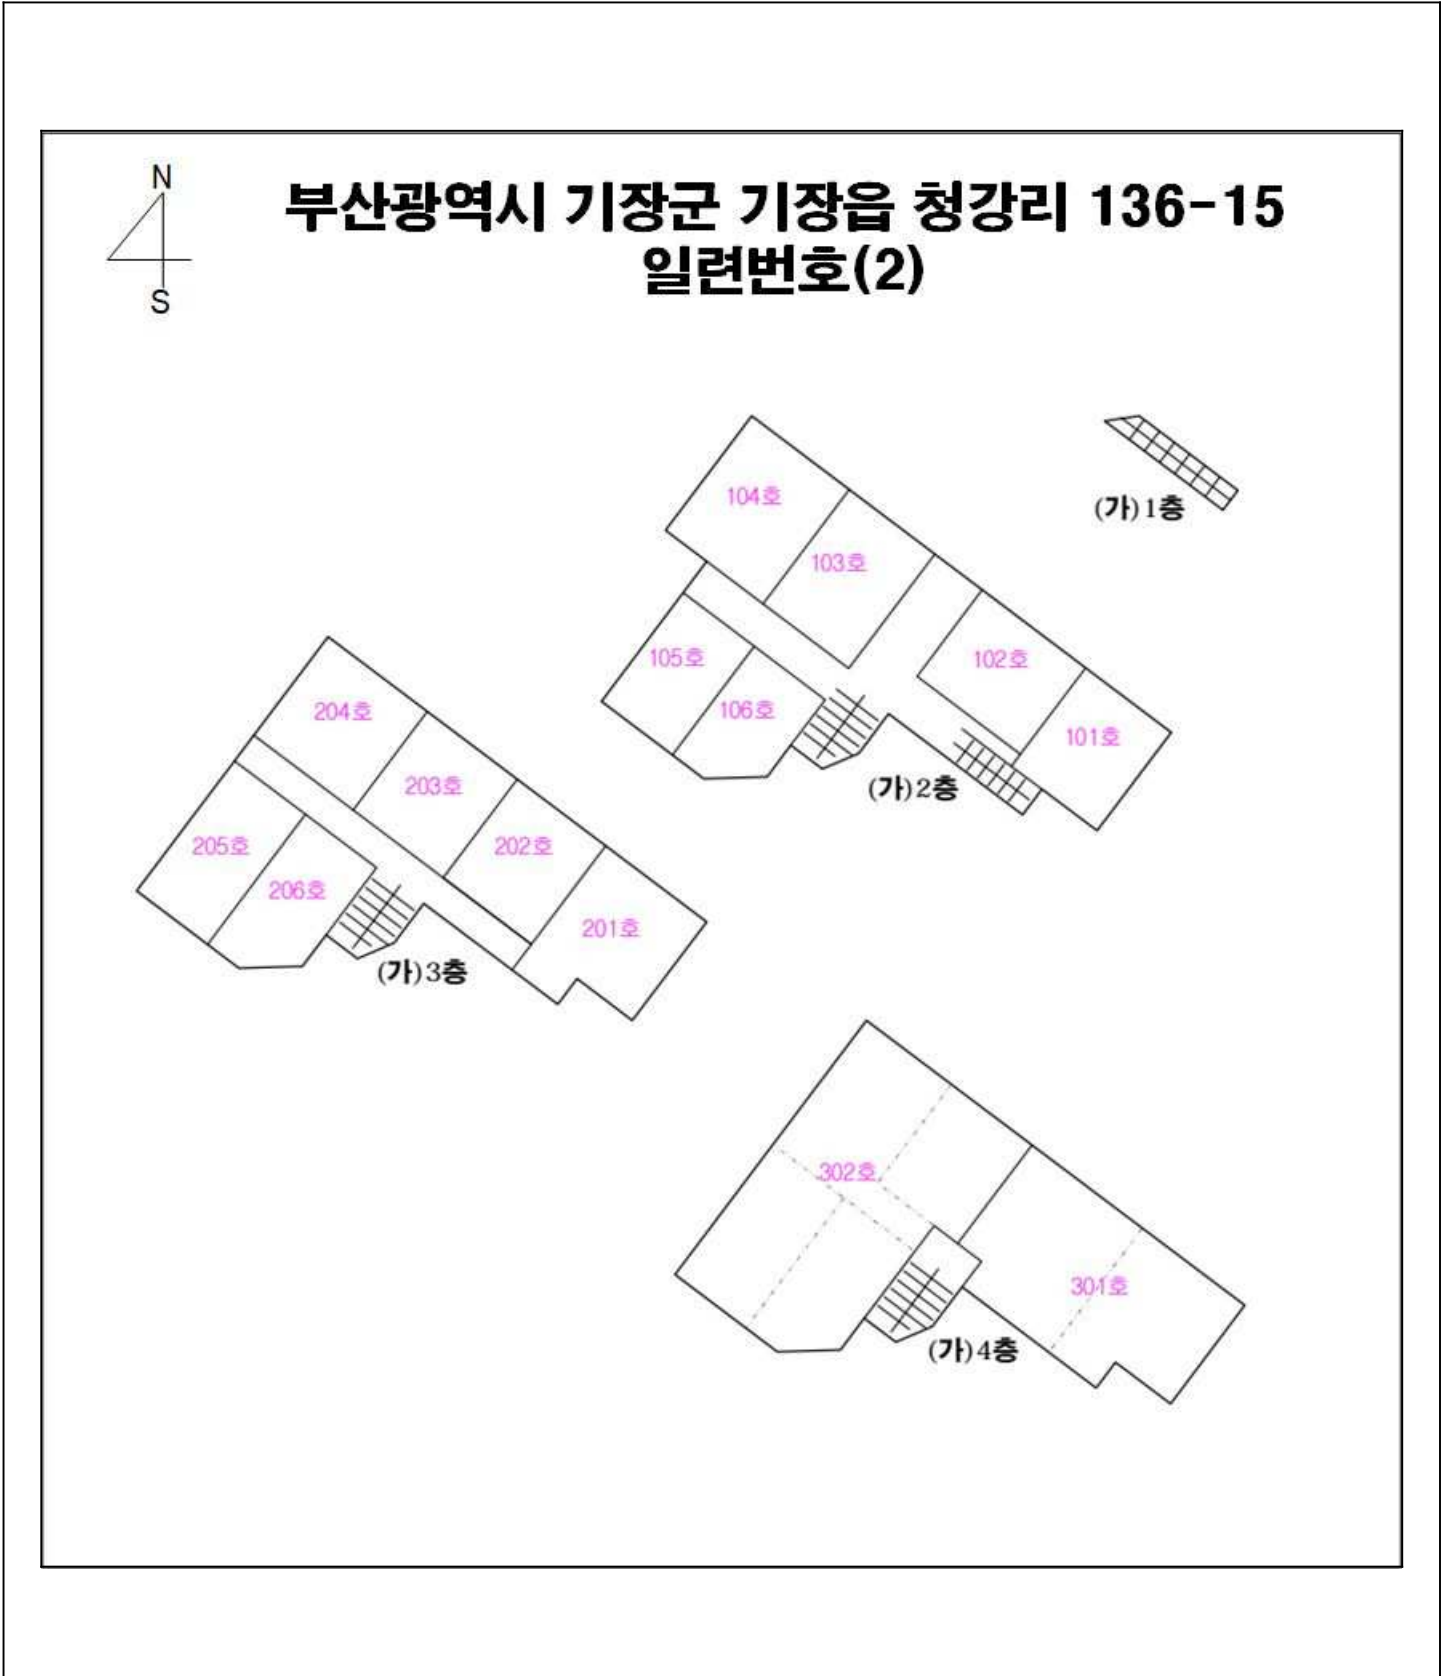 N
S
부산광역시 기장군 기장읍 청강리 136-15
일련번호(2)
(가)1층
104호
103호
102호
101호
105호
106호
(가)2층
204호
203호
202호
201호
205호
206호
(가)3층
302호
301호
(가)4층